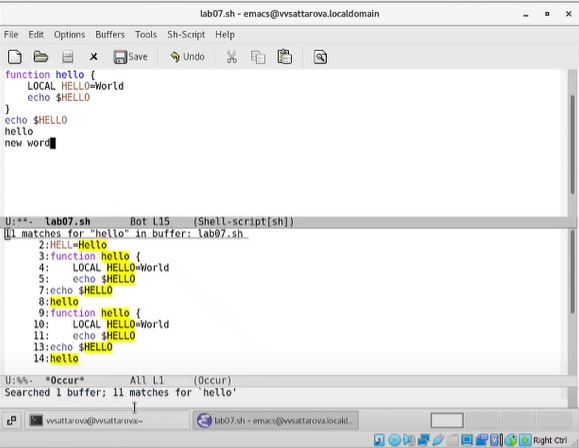 lab07.sh - emacs@vvsattarova.localdomain
File Edit Options Buffers Tools Sh-Script Help
Save Undo
function hello {
    LOCAL HELLO=World
    echo $HELLO
}
echo $HELLO
hello
new word
U:**-  lab07.sh       Bot L15    (Shell-script[sh])
11 matches for "hello" in buffer: lab07.sh
      2:HELL=Hello
      3:function hello {
      4:    LOCAL HELLO=World
      5:    echo $HELLO
      7:echo $HELLO
      8:hello
      9:function hello {
     10:    LOCAL HELLO=World
     11:    echo $HELLO
     13:echo $HELLO
     14:hello
U:%%-  *Occur*        All L1     (Occur)
Searched 1 buffer; 11 matches for `hello'
vvsattarova@vvsattarova:~ lab07.sh - emacs@vvsattarova.locald...
Right Ctrl